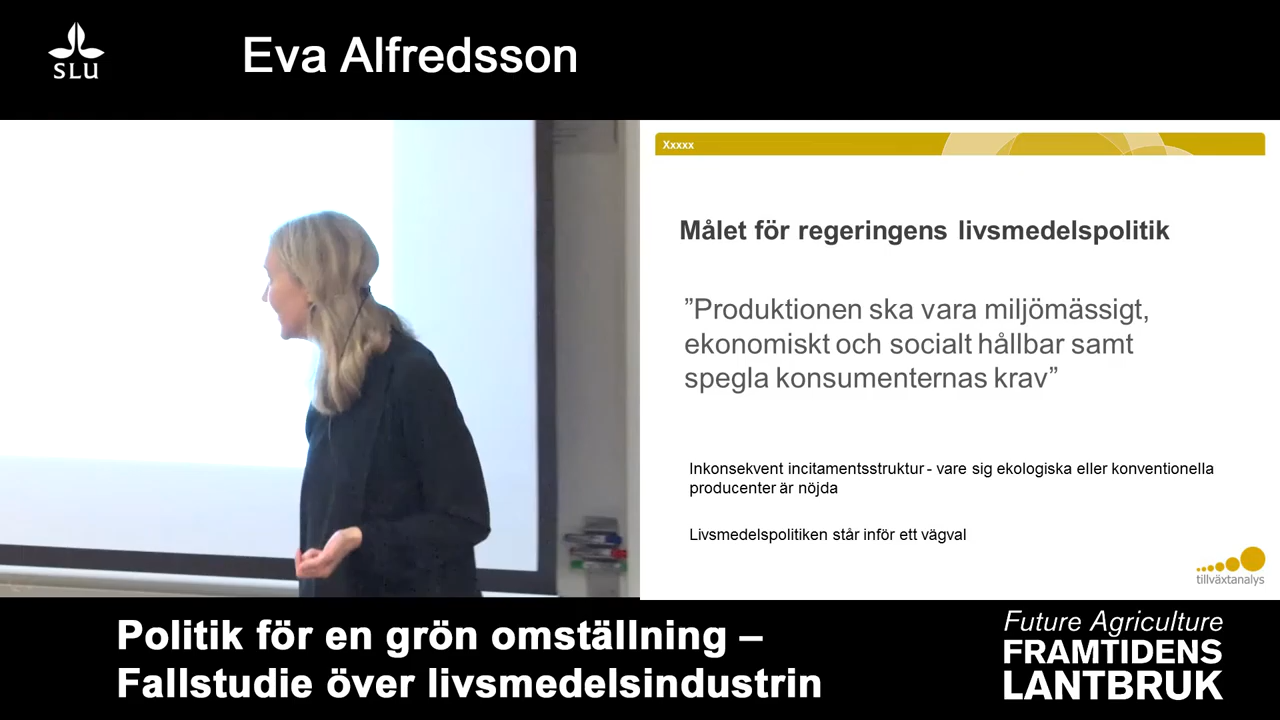 SLU
Eva Alfredsson
Xxxxx
Målet för regeringens livsmedelspolitik
”Produktionen ska vara miljömässigt,
ekonomiskt och socialt hållbar samt
spegla konsumenternas krav”
Inkonsekvent incitamentsstruktur - vare sig ekologiska eller konventionella
producenter är nöjda
Livsmedelspolitiken står inför ett vägval
tillväxtanalys
Politik för en grön omställning –
Fallstudie över livsmedelsindustrin
Future Agriculture
FRAMTIDENS
LANTBRUK